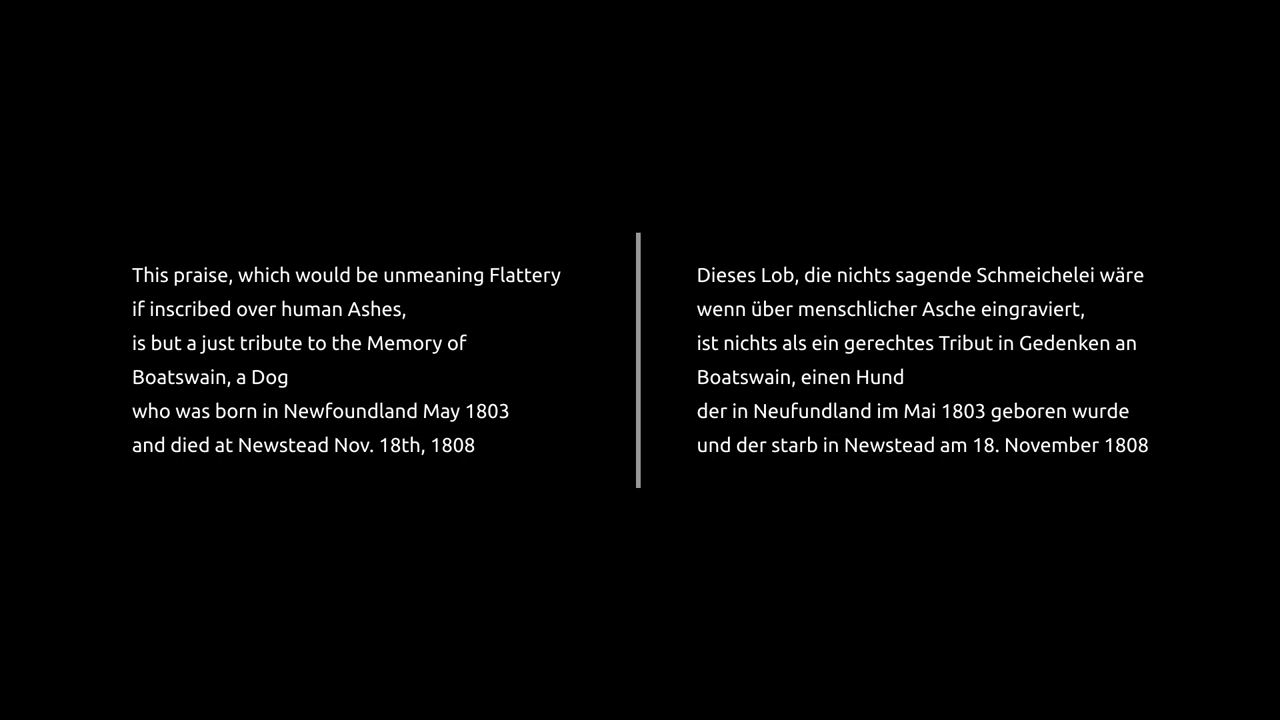 This praise, which would be unmeaning Flattery
if inscribed over human Ashes,
is but a just tribute to the Memory of
Boatswain, a Dog
who was born in Newfoundland May 1803
and died at Newstead Nov. 18th, 1808
Dieses Lob, die nichts sagende Schmeichelei wäre
wenn über menschlicher Asche eingraviert,
ist nichts als ein gerechtes Tribut in Gedenken an
Boatswain, einen Hund
der in Neufundland im Mai 1803 geboren wurde
und der starb in Newstead am 18. November 1808